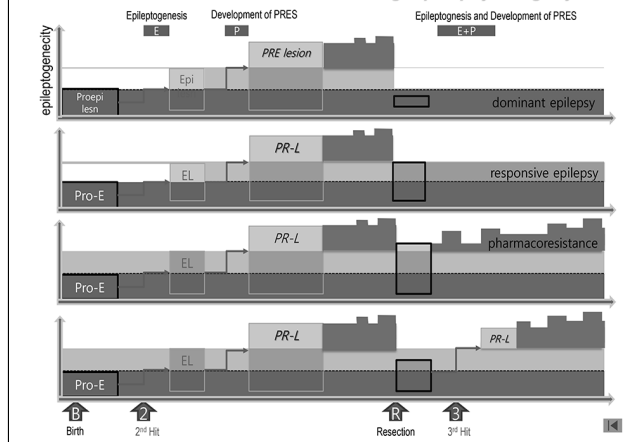 Epileptogenesis
Development of PRES
Epileptognesis and Development of PRES
E
P
E+P
epileptogenecity
Proepi
lesn
Epi
PRE lesion
dominant epilepsy
Pro-E
EL
PR-L
responsive epilepsy
Pro-E
EL
PR-L
pharmacoresistance
Pro-E
EL
PR-L
PR-L
B
2
R
3
Birth
2nd Hit
Resection
3rd Hit